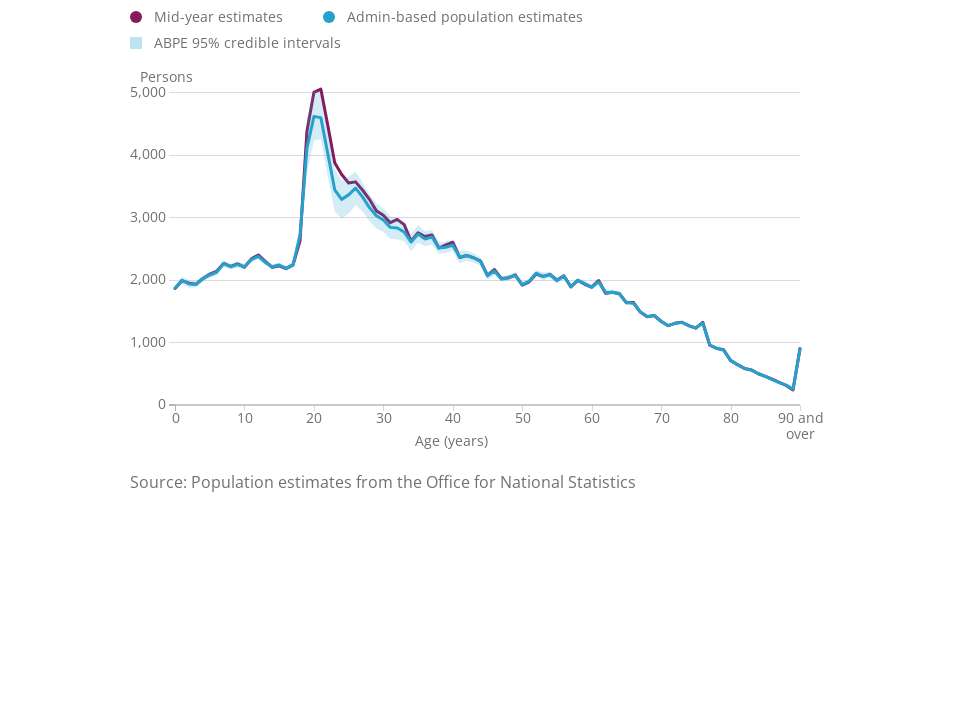 Mid-year estimates Admin-based population estimates
ABPE 95% credible intervals
Persons
5,000
4,000
3,000
2,000
1,000
0
0 10 20 30 40 50 60 70 80 90 and
over
Age (years)
Source: Population estimates from the Office for National Statistics